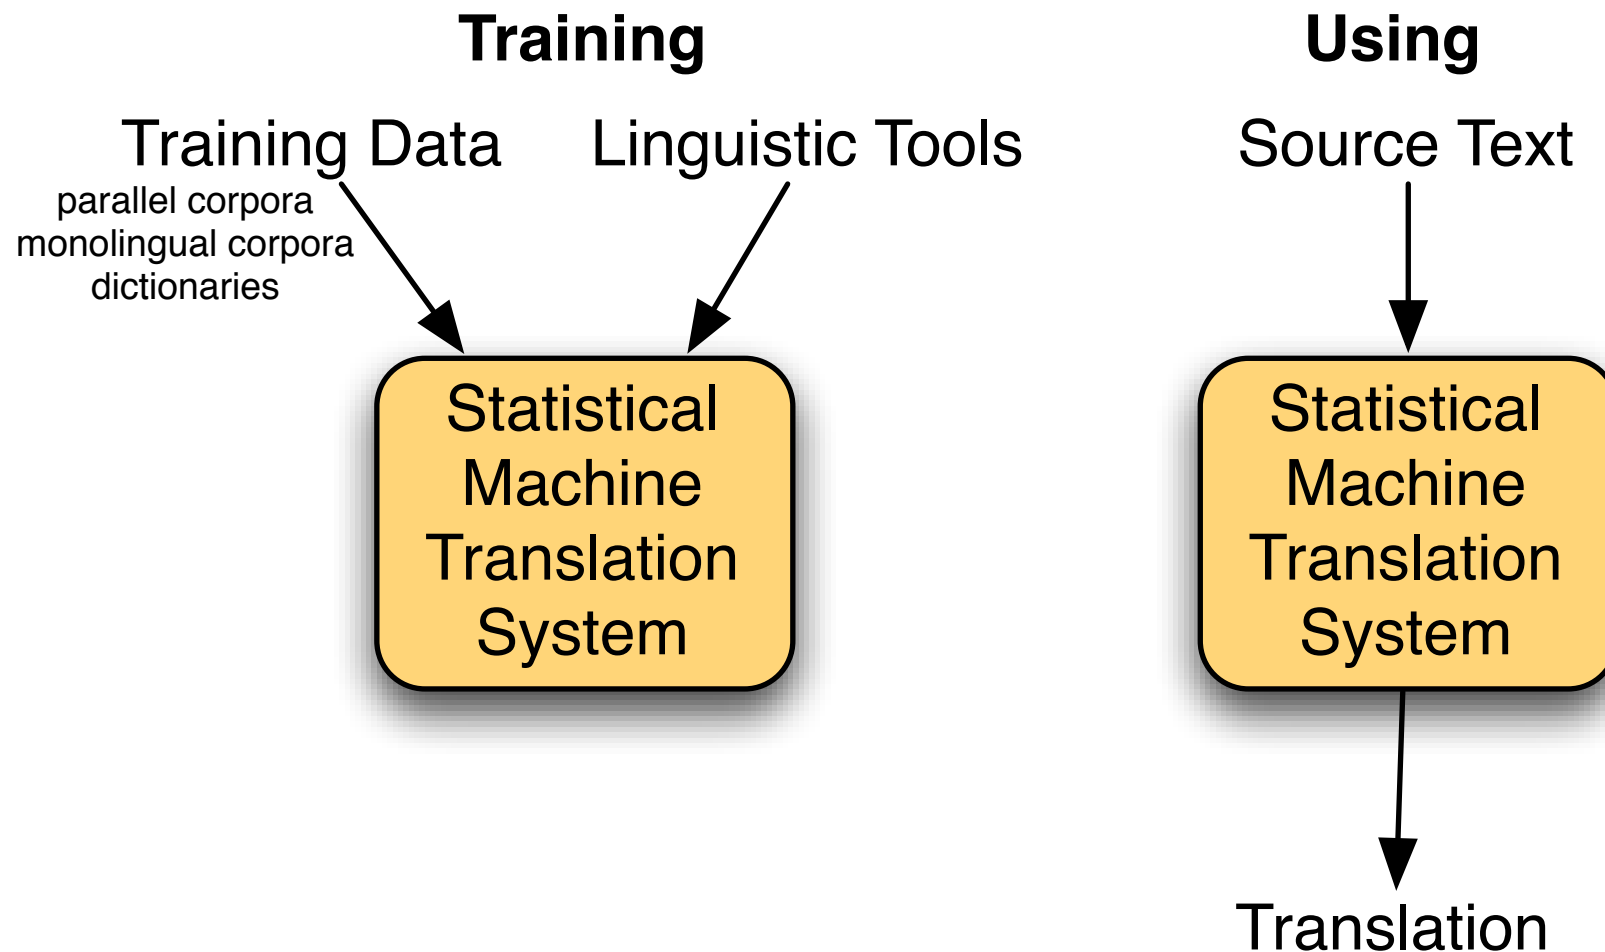 Training
Training Data
parallel corpora
monolingual corpora
dictionaries
Linguistic Tools
Statistical
Machine
Translation
System
Using
Source Text
Statistical
Machine
Translation
System
Translation